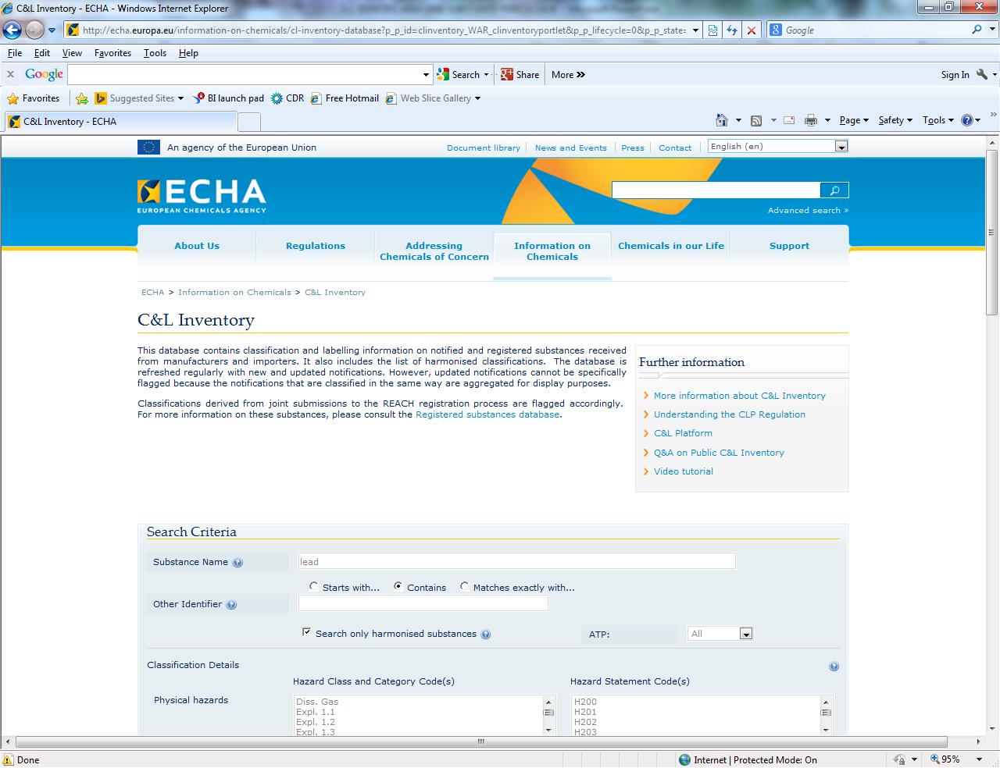 C&L Inventory - ECHA - Windows Internet Explorer
http://echa.europa.eu/information-on-chemicals/cl-inventory-database?p_p_id=clinventory_WAR_clinventoryportlet&p_p_lifecycle=0&p_p_state=
Google
File Edit View Favorites Tools Help
x Google Search Share More Sign In
Favorites Suggested Sites BI launch pad CDR Free Hotmail Web Slice Gallery
C&L Inventory - ECHA
Page Safety Tools
An agency of the European Union
Document library News and Events Press Contact English (en)
ECHA
EUROPEAN CHEMICALS AGENCY
Advanced search »
About Us
Regulations
Addressing
Chemicals of Concern
Information on
Chemicals
Chemicals in our Life
Support
ECHA > Information on Chemicals > C&L Inventory
C&L Inventory
This database contains classification and labelling information on notified and registered substances received
from manufacturers and importers. It also includes the list of harmonised classifications. The database is
refreshed regularly with new and updated notifications. However, updated notifications cannot be specifically
flagged because the notifications that are classified in the same way are aggregated for display purposes.
Classifications derived from joint submissions to the REACH registration process are flagged accordingly.
For more information on these substances, please consult the Registered substances database.
Further information
More information about C&L Inventory
Understanding the CLP Regulation
C&L Platform
Q&A on Public C&L Inventory
Video tutorial
Search Criteria
Substance Name
lead
Starts with... Contains Matches exactly with...
Other Identifier
Search only harmonised substances
ATP: All
Classification Details
Hazard Class and Category Code(s)
Hazard Statement Code(s)
Physical hazards
Diss. Gas
Expl. 1.1
Expl. 1.2
Expl. 1.3
H200
H201
H202
H203
Done
Internet | Protected Mode: On
95%